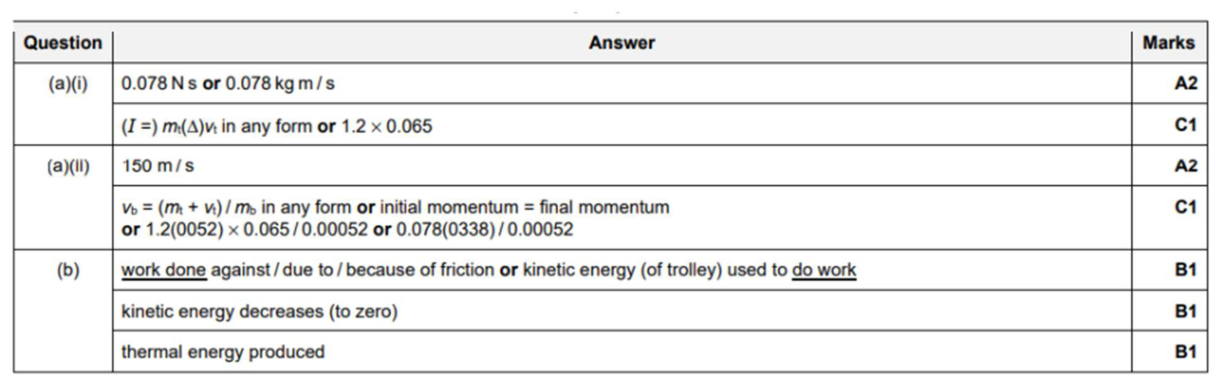 Question Answer Marks
(a)(i) 0.078 N s or 0.078 kg m / s A2
(I =) mₜ(Δ)vₜ in any form or 1.2 × 0.065 C1
(a)(ii) 150 m / s A2
v_b = (mₜ + vₜ) / m_b in any form or initial momentum = final momentum C1
or 1.2(0052) × 0.065 / 0.00052 or 0.078(0338) / 0.00052
(b) work done against / due to / because of friction or kinetic energy (of trolley) used to do work B1
kinetic energy decreases (to zero) B1
thermal energy produced B1